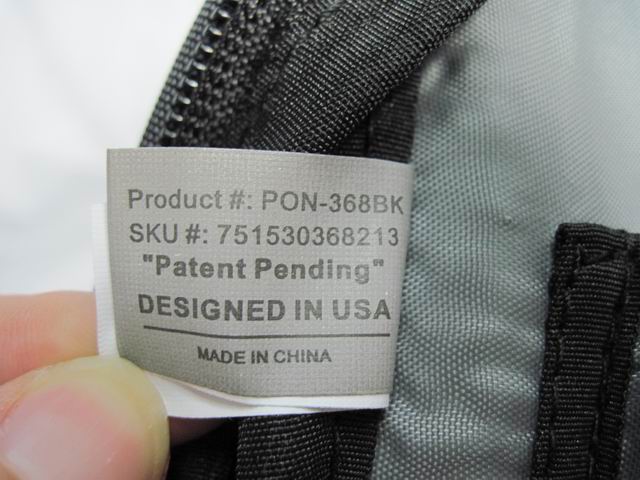 Product #: PON-368BK
SKU #: 751530368213
"Patent Pending"
DESIGNED IN USA
MADE IN CHINA